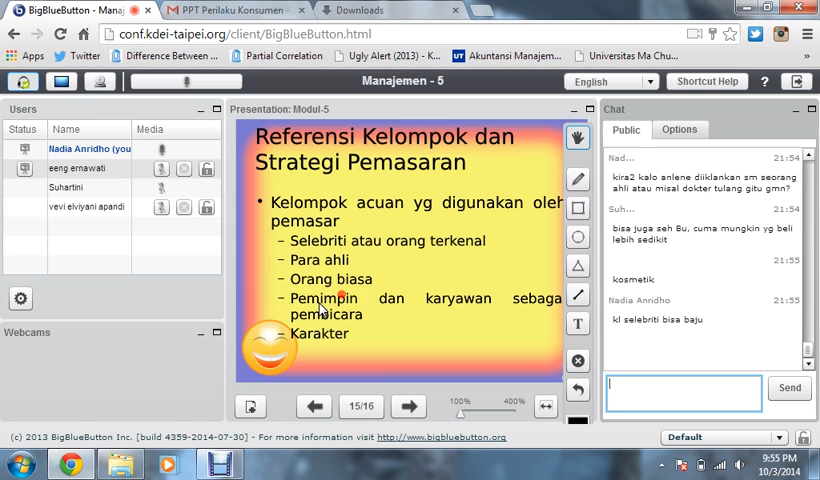 BigBlueButton - Manaj
PPT Perilaku Konsumen -
Downloads
conf.kdei-taipei.org/client/BigBlueButton.html
Apps
Twitter
Difference Between ...
Partial Correlation
Ugly Alert (2013) - K...
UT
Akuntansi Manajem...
Universitas Ma Chu...
Manajemen - 5
English
Shortcut Help
?
Users
Status
Name
Media
Nadia Anridho (you
eeng ernawati
Suhartini
vevi elviyani apandi
Webcams
Presentation: Modul-5
Referensi Kelompok dan
Strategi Pemasaran
• Kelompok acuan yg digunakan oleh
pemasar
– Selebriti atau orang terkenal
– Para ahli
– Orang biasa
– Pemimpin dan karyawan sebaga
pembicara
– Karakter
T
15/16
100%
400%
Chat
Public
Options
Nad...
21:54
kira2 kalo anlene diiklankan sm seorang
ahli atau misal dokter tulang gitu gmn?
Suh...
21:54
bisa juga seh Bu, cuma mungkin yg beli
lebih sedikit
21:55
kosmetik
Nadia Anridho
21:55
kl selebriti bisa baju
Send
(c) 2013 BigBlueButton Inc. [build 4359-2014-07-30] - For more information visit http://www.bigbluebutton.org
Default
9:55 PM
10/3/2014